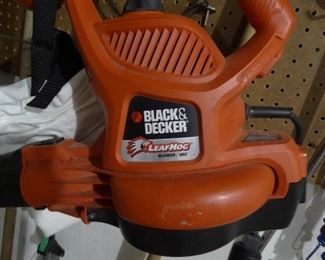 BLACK&
DECKER
LEAFHOG
BLOWER / VAC